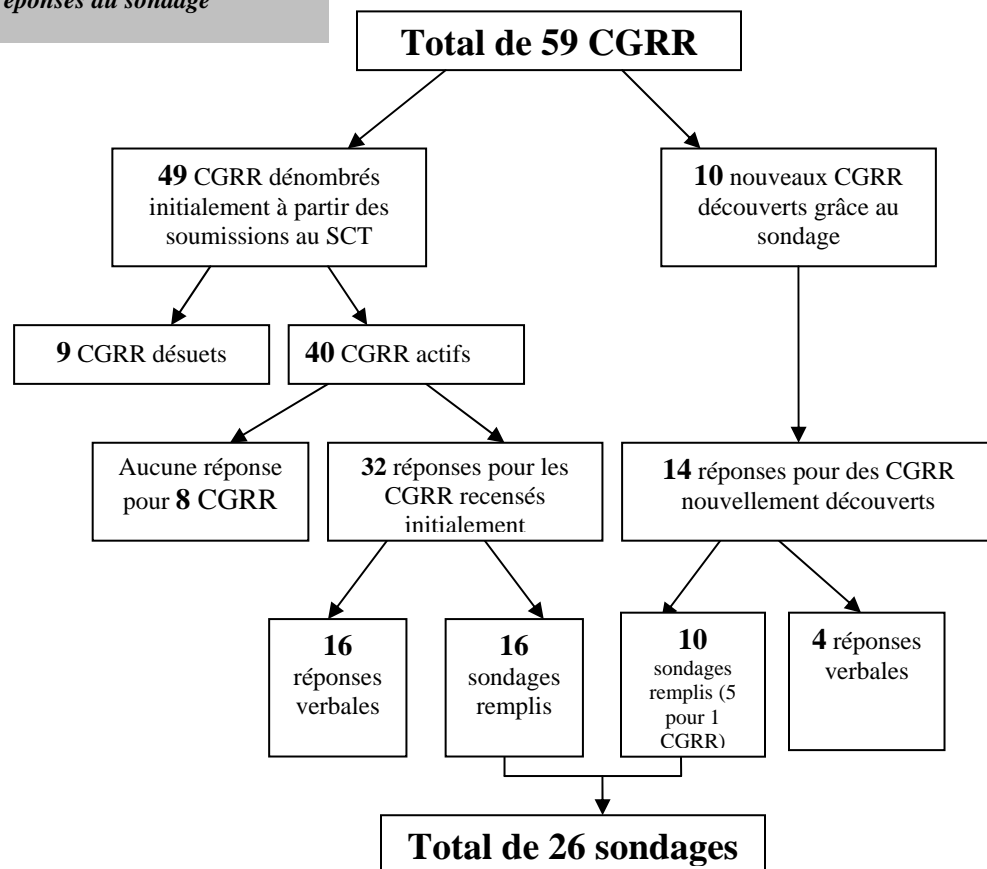 réponses du sondage
Total de 59 CGRR
49 CGRR dénombrés
initialement à partir des
soumissions au SCT
10 nouveaux CGRR
découverts grâce au
sondage
9 CGRR désuets
40 CGRR actifs
Aucune réponse
pour 8 CGRR
32 réponses pour les
CGRR recensés
initialement
14 réponses pour des CGRR
nouvellement découverts
16
réponses
verbales
16
sondages
remplis
10
sondages
remplis (5
pour 1
CGRR)
4 réponses
verbales
Total de 26 sondages